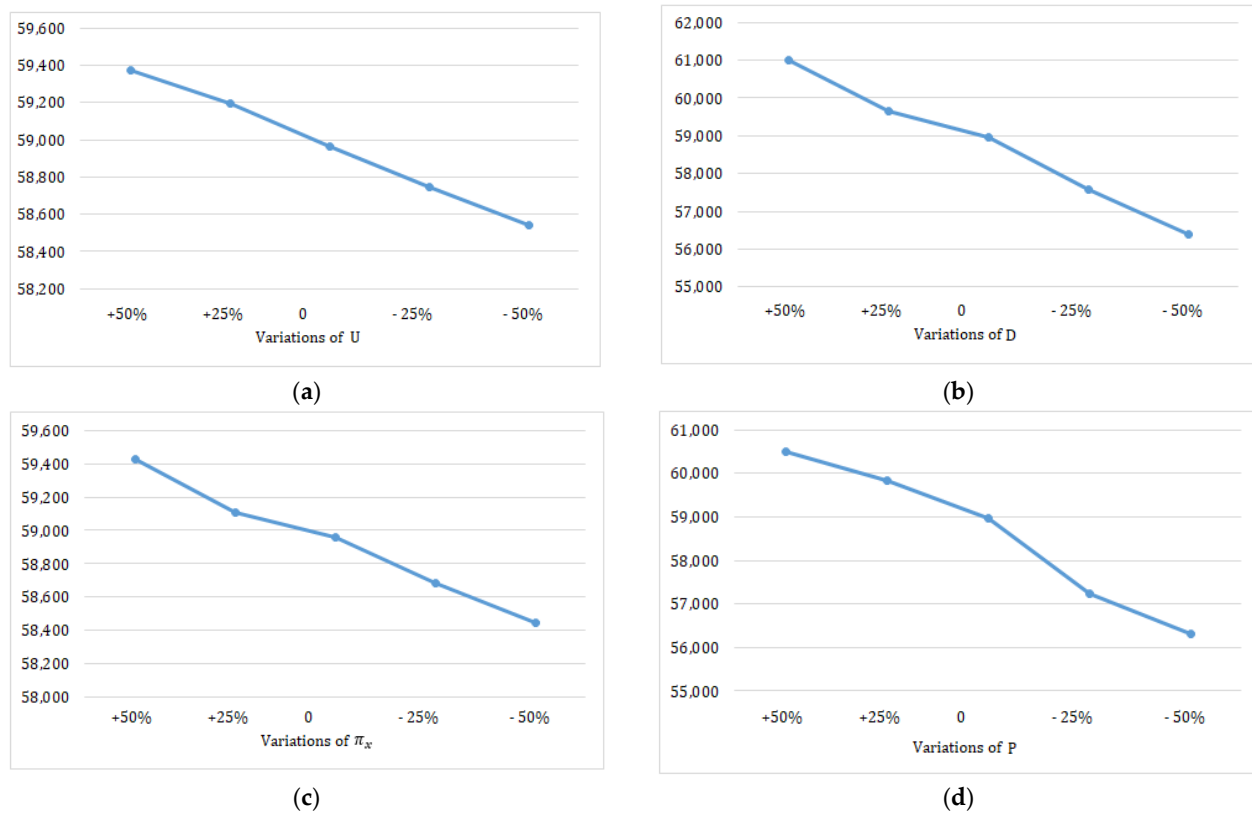 59,600
59,400
59,200
59,000
58,800
58,600
58,400
58,200
+50% +25% 0 - 25% - 50%
Variations of U
(a)
62,000
61,000
60,000
59,000
58,000
57,000
56,000
55,000
+50% +25% 0 - 25% - 50%
Variations of D
(b)
59,600
59,400
59,200
59,000
58,800
58,600
58,400
58,200
58,000
+50% +25% 0 - 25% - 50%
Variations of π_x
(c)
61,000
60,000
59,000
58,000
57,000
56,000
55,000
+50% +25% 0 - 25% - 50%
Variations of P
(d)